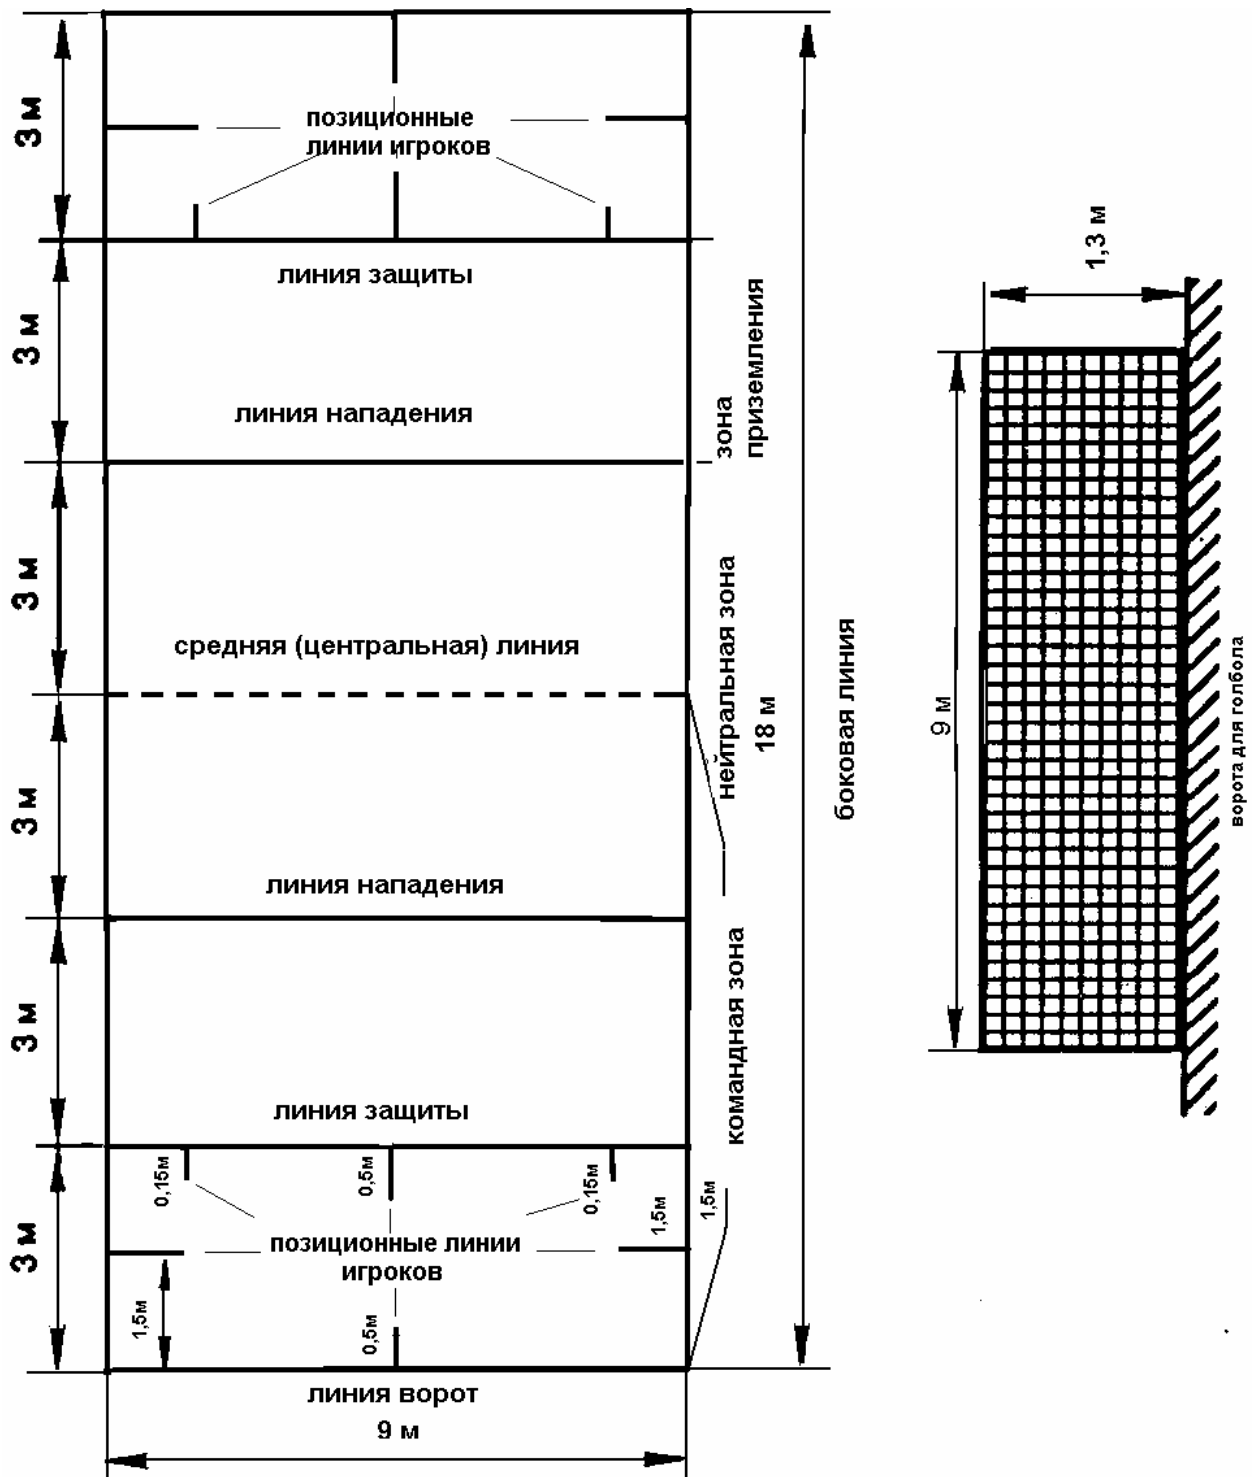 3 м
позиционные
линии игроков
линия защиты
3 м
линия нападения
зона
приземления
3 м
средняя (центральная) линия
нейтральная зона
18 м
боковая линия
3 м
линия нападения
3 м
командная зона
линия защиты
0,15м
0,5м
0,15м
1,5м
1,5м
3 м
позиционные линии
игроков
1,5м
0,5м
линия ворот
9 м
1,3 м
9 м
ворота для голбола